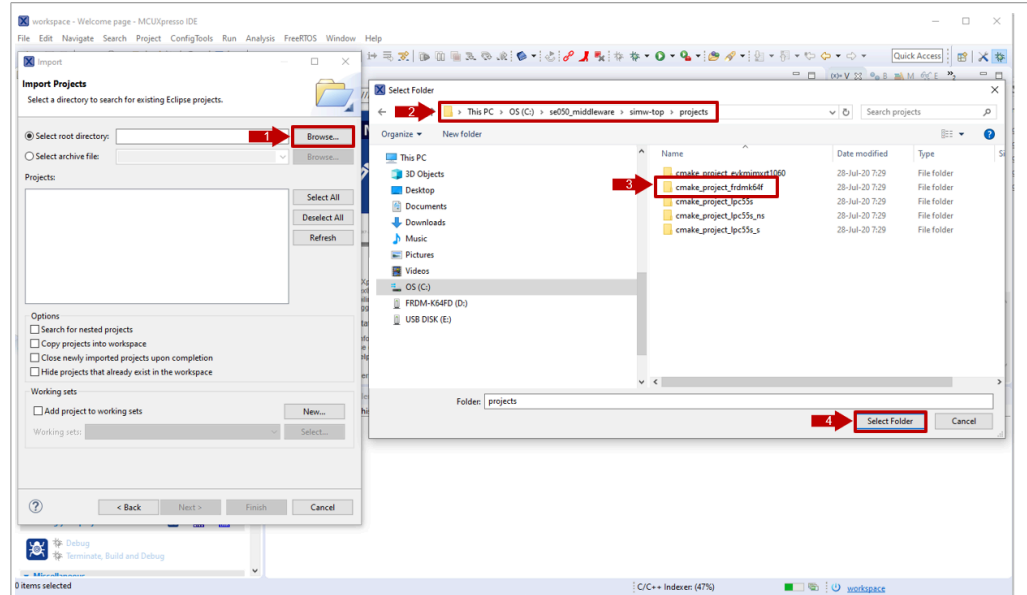 workspace - Welcome page - MCUXpresso IDE
File Edit Navigate Search Project ConfigTools Run Analysis FreeRTOS Window Help
Quick Access
Import
Import Projects
Select a directory to search for existing Eclipse projects.
Select root directory:
1
Browse...
Select archive file:
Browse...
Projects:
Select All
Deselect All
Refresh
Options
Search for nested projects
Copy projects into workspace
Close newly imported projects upon completion
Hide projects that already exist in the workspace
Working sets
Add project to working sets
New...
Working sets:
Select...
< Back
Next >
Finish
Cancel
Select Folder
2
This PC > OS (C:) > se050_middleware > simw-top > projects
Search projects
Organize
New folder
This PC
3D Objects
Desktop
Documents
Downloads
Music
Pictures
Videos
OS (C:)
FRDM-K64FD (D:)
USB DISK (E:)
Name Date modified Type Si
cmake_project_evkmimxrt1060 28-Jul-20 7:29 File folder
3
cmake_project_frdmk64f 28-Jul-20 7:29 File folder
cmake_project_lpc55s 28-Jul-20 7:29 File folder
cmake_project_lpc55s_ns 28-Jul-20 7:29 File folder
cmake_project_lpc55s_s 28-Jul-20 7:29 File folder
Folder: projects
4
Select Folder
Cancel
Debug
Terminate, Build and Debug
Miscellaneous
0 items selected
C/C++ Indexer: (47%)
workspace